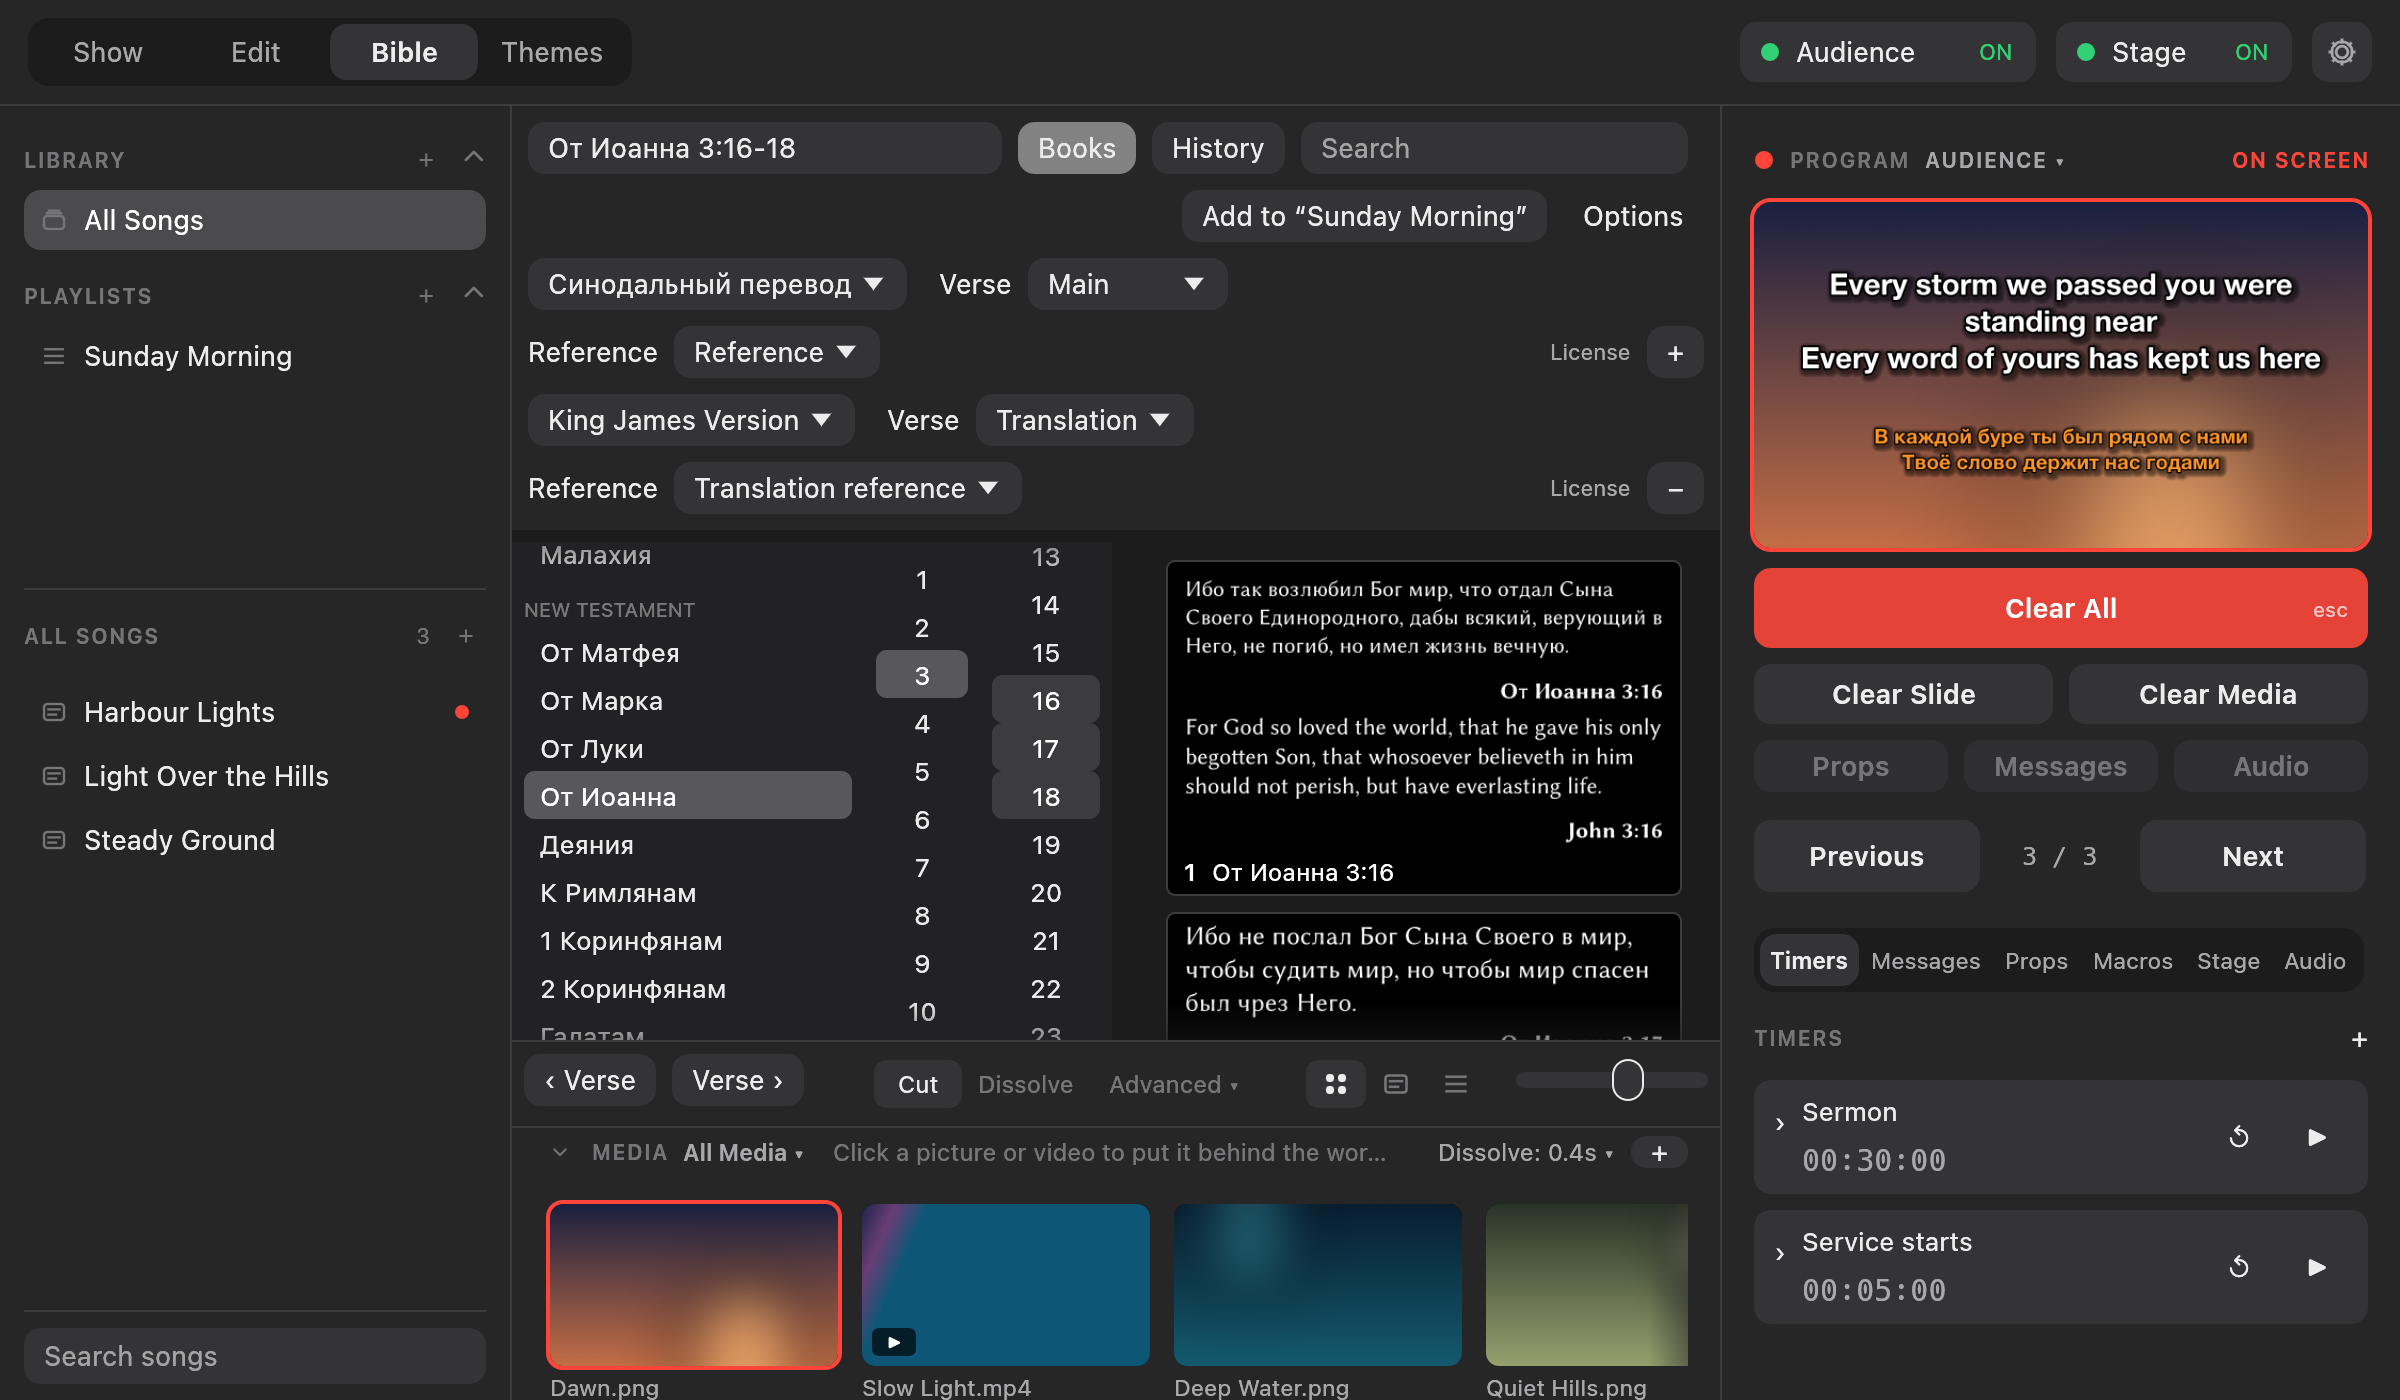 Show
Edit
Bible
Themes
Audience
ON
Stage
ON
LIBRARY
All Songs
PLAYLISTS
Sunday Morning
ALL SONGS
3
Harbour Lights
Light Over the Hills
Steady Ground
Search songs
От Иоанна 3:16-18
Books
History
Search
Add to “Sunday Morning”
Options
Синодальный перевод
Verse
Main
Reference
Reference
License
+
King James Version
Verse
Translation
Reference
Translation reference
License
−
Малахия
NEW TESTAMENT
От Матфея
От Марка
От Луки
От Иоанна
Деяния
К Римлянам
1 Коринфянам
2 Коринфянам
Галатам
1
2
3
4
5
6
7
8
9
10
13
14
15
16
17
18
19
20
21
22
23
Ибо так возлюбил Бог мир, что отдал Сына
Своего Единородного, дабы всякий, верующий в
Него, не погиб, но имел жизнь вечную.
От Иоанна 3:16
For God so loved the world, that he gave his only
begotten Son, that whosoever believeth in him
should not perish, but have everlasting life.
John 3:16
1 От Иоанна 3:16
Ибо не послал Бог Сына Своего в мир,
чтобы судить мир, но чтобы мир спасен
был чрез Него.
От Иоанна 3:17
‹ Verse
Verse ›
Cut
Dissolve
Advanced
MEDIA
All Media
Click a picture or video to put it behind the wor...
Dissolve: 0.4s
+
Dawn.png
Slow Light.mp4
Deep Water.png
Quiet Hills.png
PROGRAM
AUDIENCE
ON SCREEN
Every storm we passed you were
standing near
Every word of yours has kept us here
В каждой буре ты был рядом с нами
Твоё слово держит нас годами
Clear All
esc
Clear Slide
Clear Media
Props
Messages
Audio
Previous
3 / 3
Next
Timers
Messages
Props
Macros
Stage
Audio
TIMERS
+
Sermon
00:30:00
Service starts
00:05:00